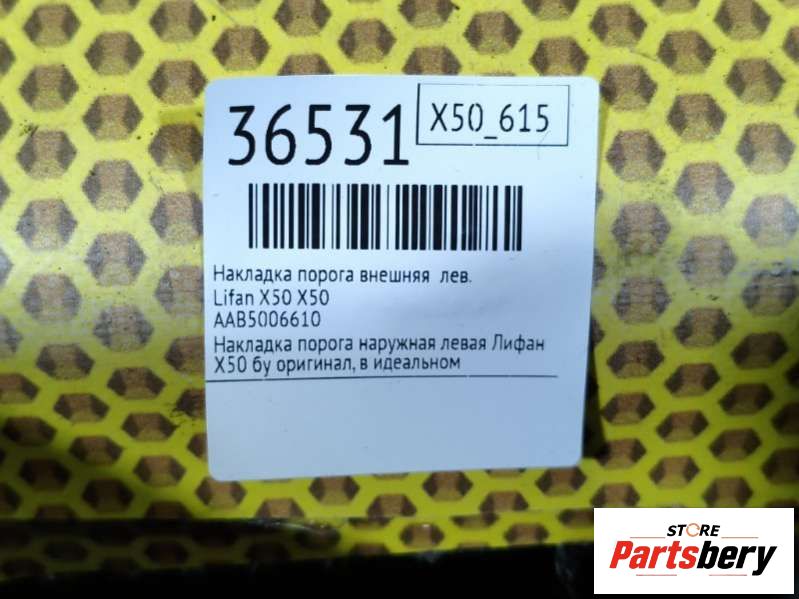 36531
X50_615
Накладка порога внешняя лев.
Lifan X50 X50
AAB5006610
Накладка порога наружная левая Лифан
X50 бу оригинал, в идеальном
STORE
Partsbery